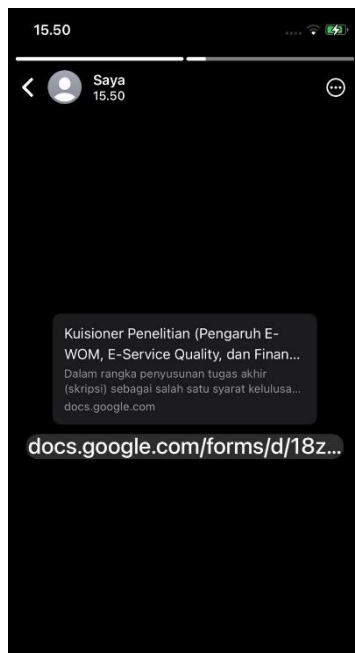 15.50
Saya
15.50
Kuisioner Penelitian (Pengaruh E-
WOM, E-Service Quality, dan Finan...
Dalam rangka penyusunan tugas akhir
(skripsi) sebagai salah satu syarat kelulusa...
docs.google.com
docs.google.com/forms/d/18z...